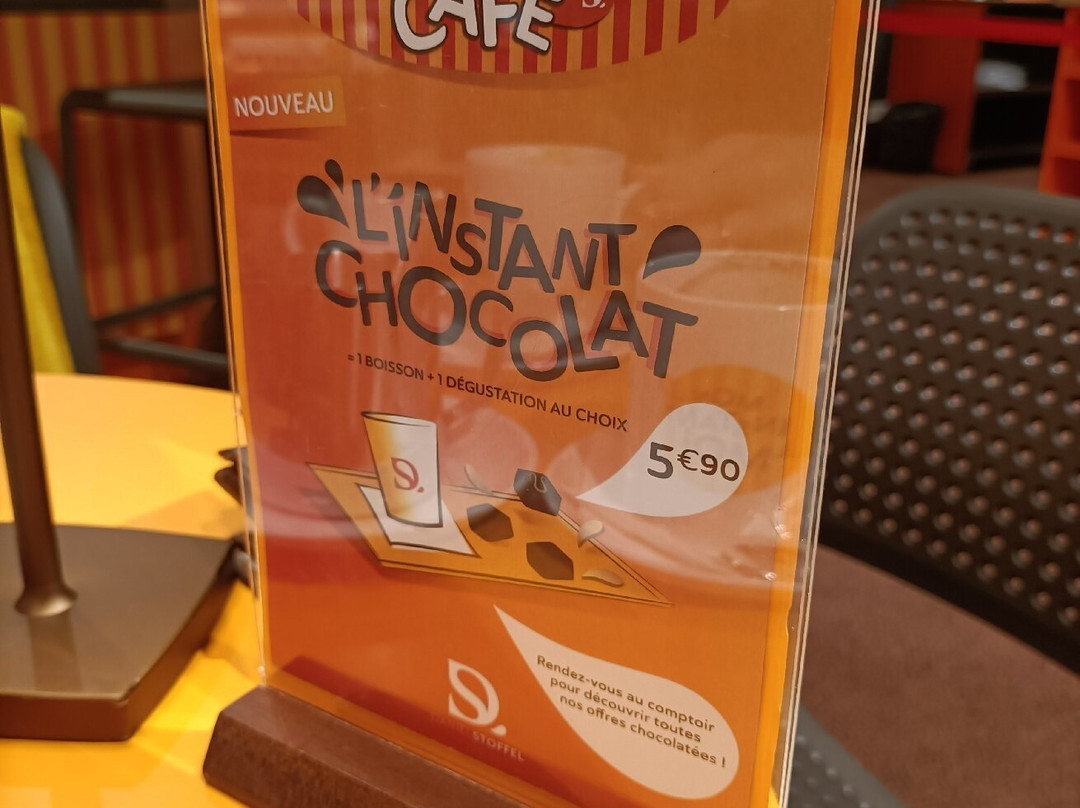 CAFÉ
NOUVEAU
L'INSTANT
CHOCOLAT
= 1 BOISSON + 1 DÉGUSTATION AU CHOIX
5€90
Rendez-vous au comptoir
pour découvrir toutes
nos offres chocolatées !
STOFFEL